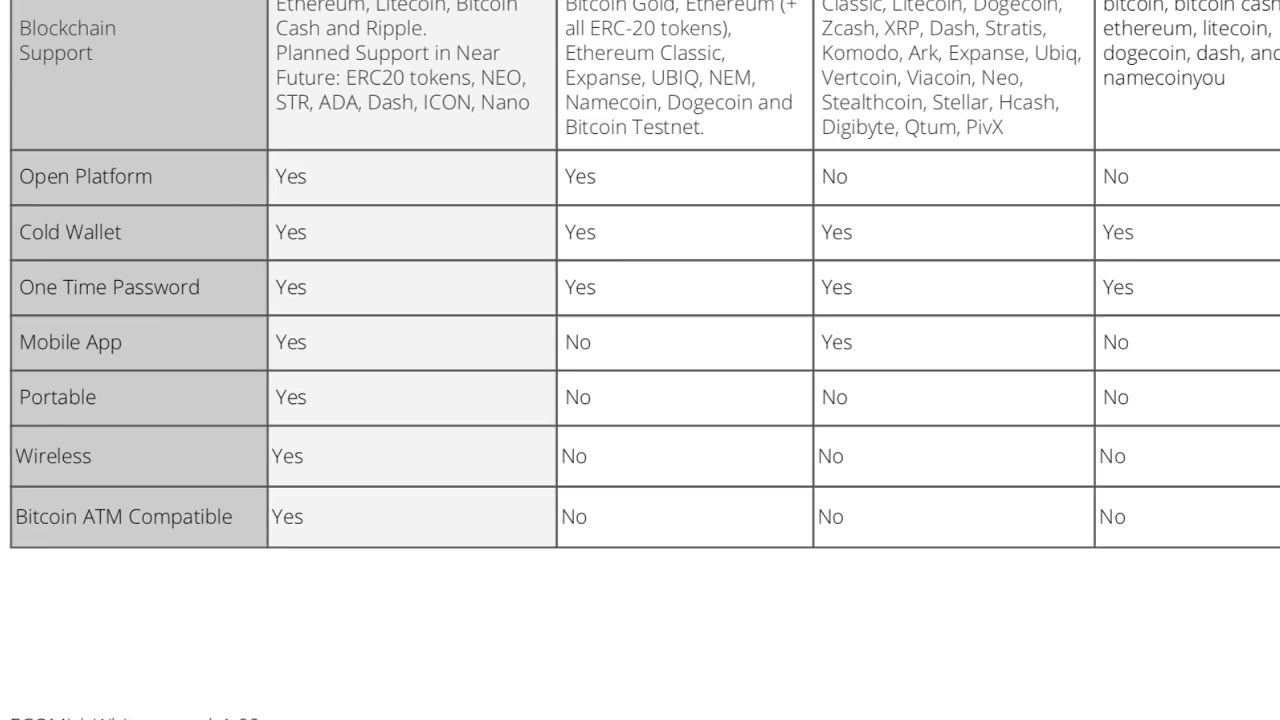 Blockchain
Support
Ethereum, Litecoin, Bitcoin
Cash and Ripple.
Planned Support in Near
Future: ERC20 tokens, NEO,
STR, ADA, Dash, ICON, Nano
Bitcoin Gold, Ethereum (+
all ERC-20 tokens),
Ethereum Classic,
Expanse, UBIQ, NEM,
Namecoin, Dogecoin and
Bitcoin Testnet.
Classic, Litecoin, Dogecoin,
Zcash, XRP, Dash, Stratis,
Komodo, Ark, Expanse, Ubiq,
Vertcoin, Viacoin, Neo,
Stealthcoin, Stellar, Hcash,
Digibyte, Qtum, PivX
bitcoin, bitcoin cash
ethereum, litecoin,
dogecoin, dash, and
namecoinyou
Open Platform Yes Yes No No
Cold Wallet Yes Yes Yes Yes
One Time Password Yes Yes Yes Yes
Mobile App Yes No Yes No
Portable Yes No No No
Wireless Yes No No No
Bitcoin ATM Compatible Yes No No No